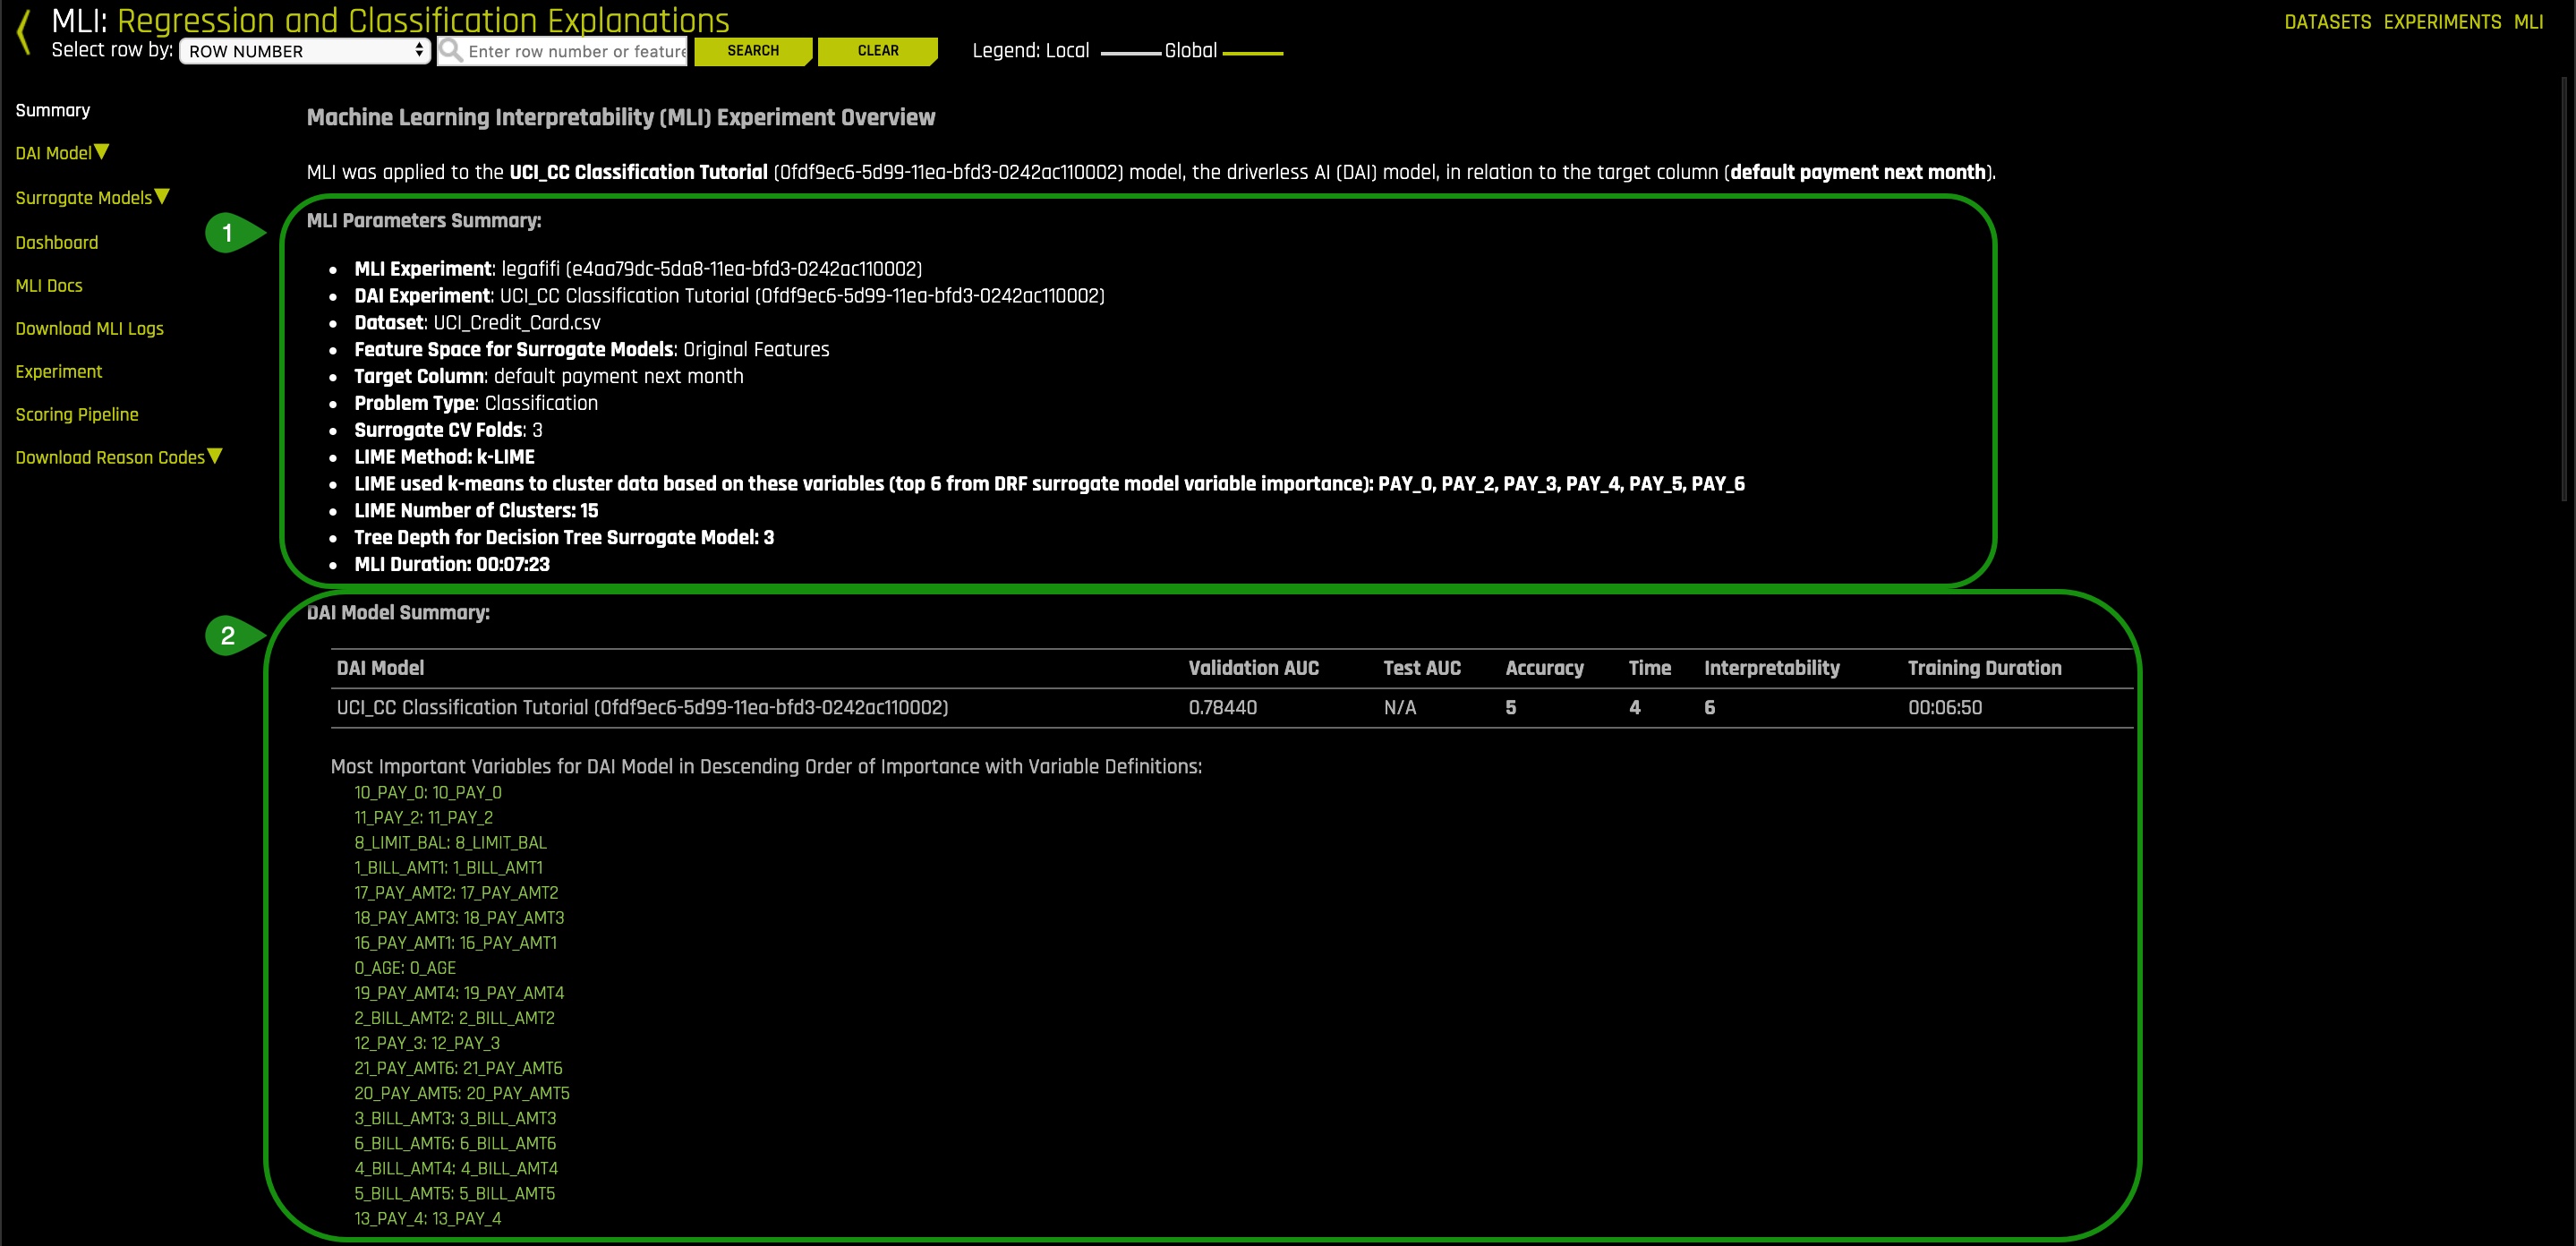 MLI: Regression and Classification Explanations
DATASETS EXPERIMENTS MLI
Select row by: ROW NUMBER Enter row number or feature SEARCH CLEAR Legend: Local Global
Summary
DAI Model
Surrogate Models
Dashboard
MLI Docs
Download MLI Logs
Experiment
Scoring Pipeline
Download Reason Codes
Machine Learning Interpretability (MLI) Experiment Overview
MLI was applied to the UCI_CC Classification Tutorial (0fdf9ec6-5d99-11ea-bfd3-0242ac110002) model, the driverless AI (DAI) model, in relation to the target column (default payment next month).
1
MLI Parameters Summary:
MLI Experiment: legafifi (e4aa79dc-5da8-11ea-bfd3-0242ac110002)
DAI Experiment: UCI_CC Classification Tutorial (0fdf9ec6-5d99-11ea-bfd3-0242ac110002)
Dataset: UCI_Credit_Card.csv
Feature Space for Surrogate Models: Original Features
Target Column: default payment next month
Problem Type: Classification
Surrogate CV Folds: 3
LIME Method: k-LIME
LIME used k-means to cluster data based on these variables (top 6 from DRF surrogate model variable importance): PAY_0, PAY_2, PAY_3, PAY_4, PAY_5, PAY_6
LIME Number of Clusters: 15
Tree Depth for Decision Tree Surrogate Model: 3
MLI Duration: 00:07:23
2
DAI Model Summary:
DAI Model Validation AUC Test AUC Accuracy Time Interpretability Training Duration
UCI_CC Classification Tutorial (0fdf9ec6-5d99-11ea-bfd3-0242ac110002) 0.78440 N/A 5 4 6 00:06:50
Most Important Variables for DAI Model in Descending Order of Importance with Variable Definitions:
10_PAY_0: 10_PAY_0
11_PAY_2: 11_PAY_2
8_LIMIT_BAL: 8_LIMIT_BAL
1_BILL_AMT1: 1_BILL_AMT1
17_PAY_AMT2: 17_PAY_AMT2
18_PAY_AMT3: 18_PAY_AMT3
16_PAY_AMT1: 16_PAY_AMT1
0_AGE: 0_AGE
19_PAY_AMT4: 19_PAY_AMT4
2_BILL_AMT2: 2_BILL_AMT2
12_PAY_3: 12_PAY_3
21_PAY_AMT6: 21_PAY_AMT6
20_PAY_AMT5: 20_PAY_AMT5
3_BILL_AMT3: 3_BILL_AMT3
6_BILL_AMT6: 6_BILL_AMT6
4_BILL_AMT4: 4_BILL_AMT4
5_BILL_AMT5: 5_BILL_AMT5
13_PAY_4: 13_PAY_4